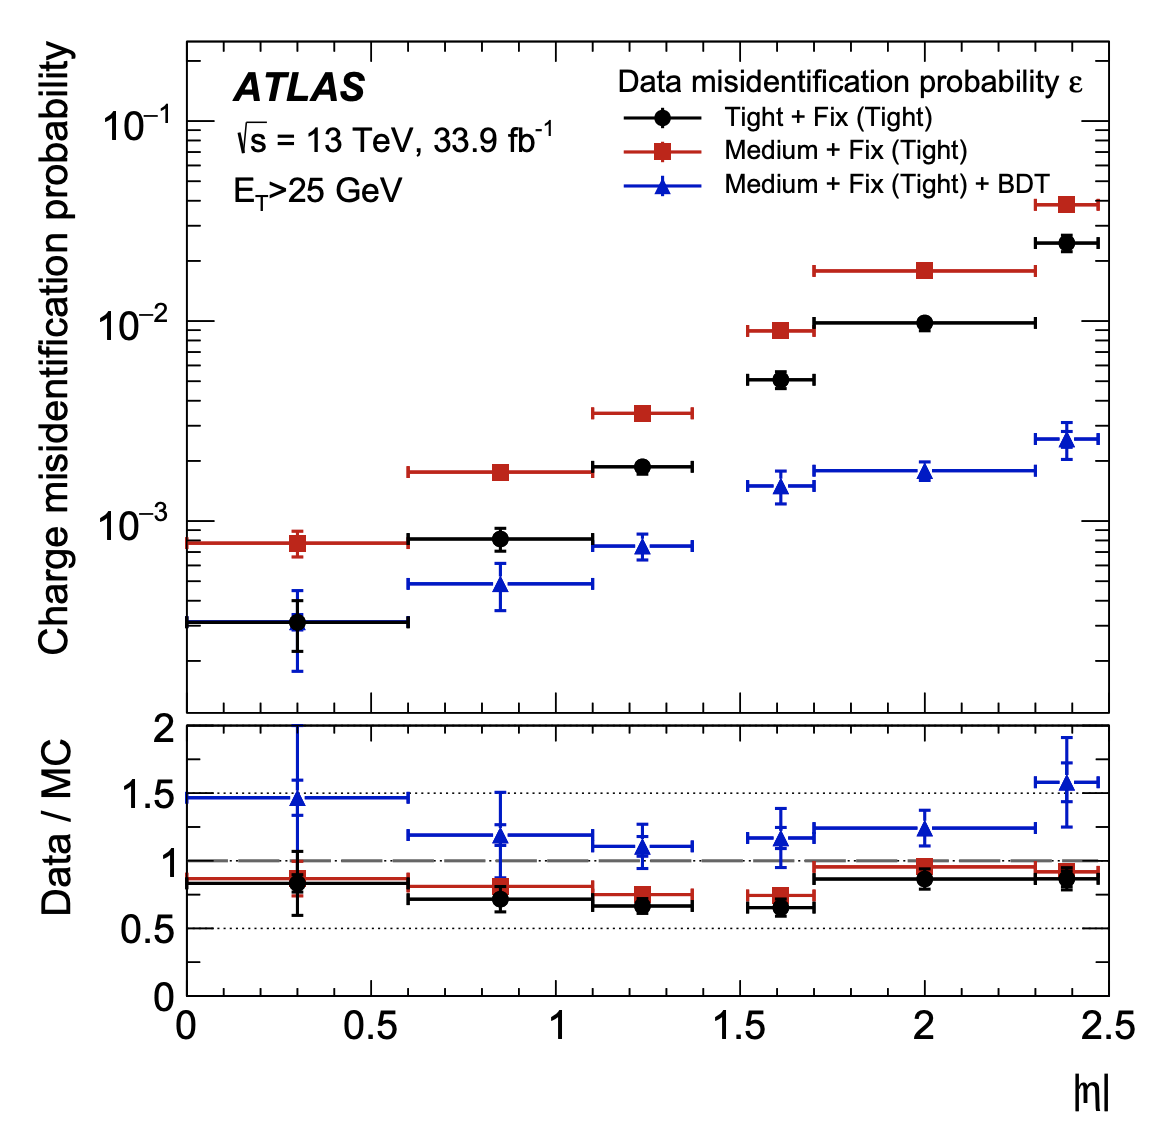 ATLAS
√s = 13 TeV, 33.9 fb⁻¹
E_T>25 GeV
Data misidentification probability ε
Tight + Fix (Tight)
Medium + Fix (Tight)
Medium + Fix (Tight) + BDT
Charge misidentification probability
10⁻¹
10⁻²
10⁻³
Data / MC
2
1.5
1
0.5
0
0 0.5 1 1.5 2 2.5
|η|